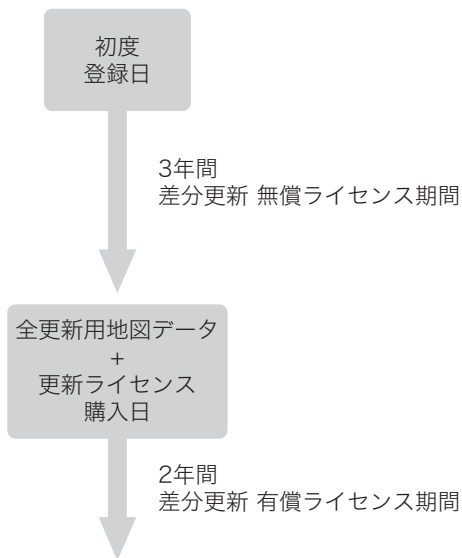 初度
登録日
3年間
差分更新 無償ライセンス期間
全更新用地図データ
+
更新ライセンス
購入日
2年間
差分更新 有償ライセンス期間